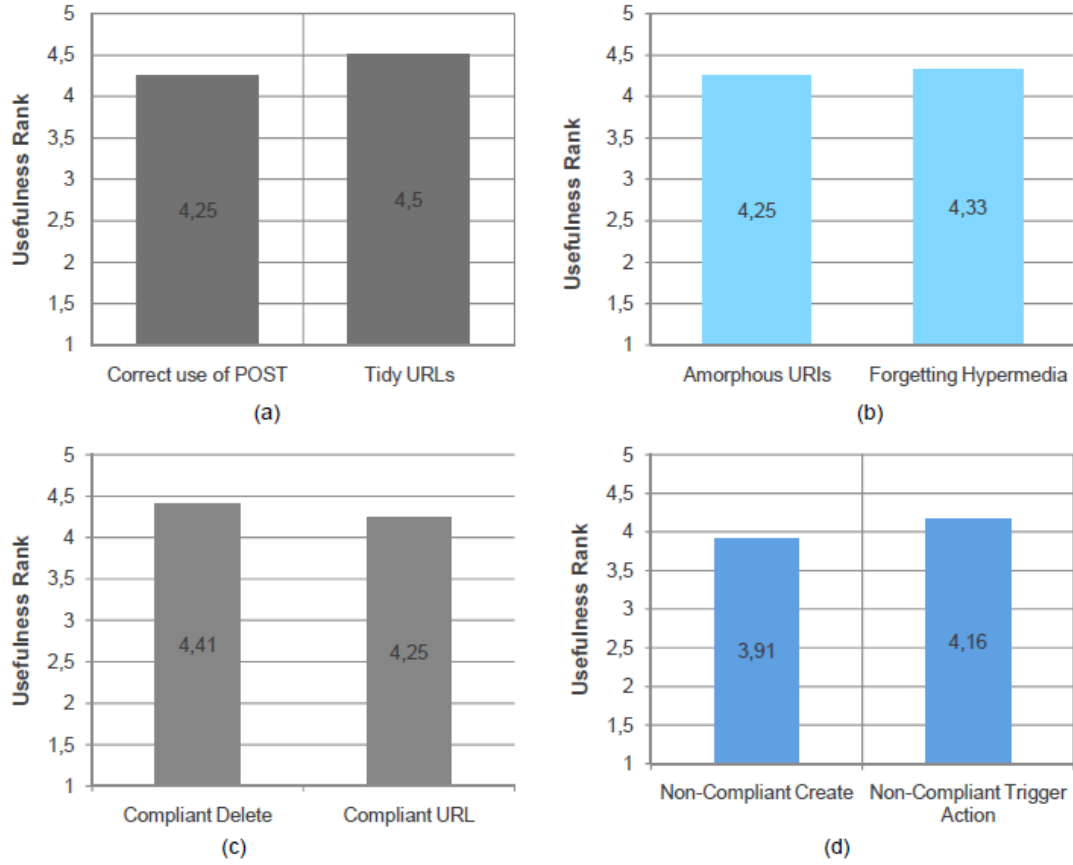 Usefulness Rank
5
4,5
4
3,5
3
2,5
2
1,5
1
4,25
4,5
Correct use of POST
Tidy URLs
(a)
Usefulness Rank
5
4,5
4
3,5
3
2,5
2
1,5
1
4,25
4,33
Amorphous URIs
Forgetting Hypermedia
(b)
Usefulness Rank
5
4,5
4
3,5
3
2,5
2
1,5
1
4,41
4,25
Compliant Delete
Compliant URL
(c)
Usefulness Rank
5
4,5
4
3,5
3
2,5
2
1,5
1
3,91
4,16
Non-Compliant Create
Non-Compliant Trigger
Action
(d)